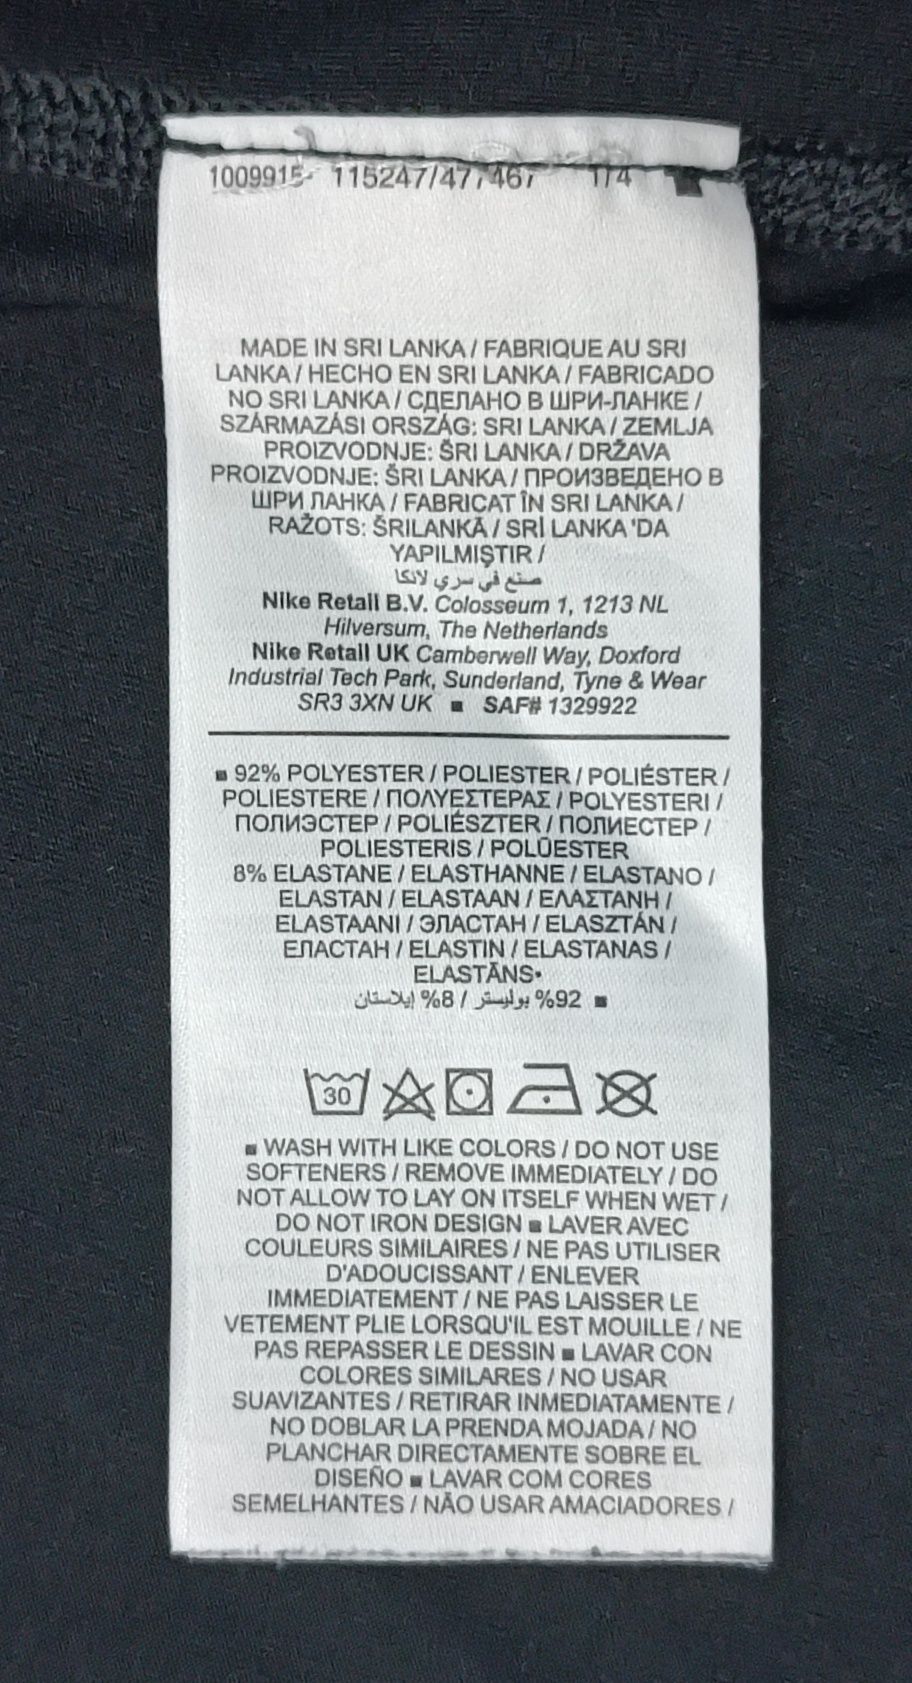 1009915- 115247/47,46, 1/4
MADE IN SRI LANKA / FABRIQUE AU SRI
LANKA / HECHO EN SRI LANKA / FABRICADO
NO SRI LANKA / СДЕЛАНО В ШРИ-ЛАНКЕ /
SZÁRMAZÁSI ORSZÁG: SRI LANKA / ZEMLJA
PROIZVODNJE: ŠRI LANKA / DRŽAVA
PROIZVODNJE: ŠRI LANKA / ПРОИЗВЕДЕНО В
ШРИ ЛАНКА / FABRICAT ÎN SRI LANKA /
RAŽOTS: ŠRILANKĀ / SRİ LANKA 'DA
YAPILMIŞTIR /
صنع في سري لانكا
Nike Retail B.V. Colosseum 1, 1213 NL
Hilversum, The Netherlands
Nike Retail UK Camberwell Way, Doxford
Industrial Tech Park, Sunderland, Tyne & Wear
SR3 3XN UK ■ SAF# 1329922
■ 92% POLYESTER / POLIESTER / POLIÉSTER /
POLIESTERE / ΠΟΛΥΕΣΤΕΡΑΣ / POLYESTERI /
ПОЛИЭСТЕР / POLIÉSZTER / ПОЛИЕСТЕР /
POLIESTERIS / POLÜESTER
8% ELASTANE / ELASTHANNE / ELASTANO /
ELASTAN / ELASTAAN / ΕΛΑΣΤΑΝΗ /
ELASTAANI / ЭЛАСТАН / ELASZTÁN /
ЕЛАСТАН / ELASTIN / ELASTANAS /
ELASTĀNS•
■ 92% بوليستر / 8% إيلاستان
30
■ WASH WITH LIKE COLORS / DO NOT USE
SOFTENERS / REMOVE IMMEDIATELY / DO
NOT ALLOW TO LAY ON ITSELF WHEN WET /
DO NOT IRON DESIGN ■ LAVER AVEC
COULEURS SIMILAIRES / NE PAS UTILISER
D'ADOUCISSANT / ENLEVER
IMMEDIATEMENT / NE PAS LAISSER LE
VETEMENT PLIE LORSQU'IL EST MOUILLE / NE
PAS REPASSER LE DESSIN ■ LAVAR CON
COLORES SIMILARES / NO USAR
SUAVIZANTES / RETIRAR INMEDIATAMENTE /
NO DOBLAR LA PRENDA MOJADA / NO
PLANCHAR DIRECTAMENTE SOBRE EL
DISEÑO ■ LAVAR COM CORES
SEMELHANTES / NÃO USAR AMACIADORES /